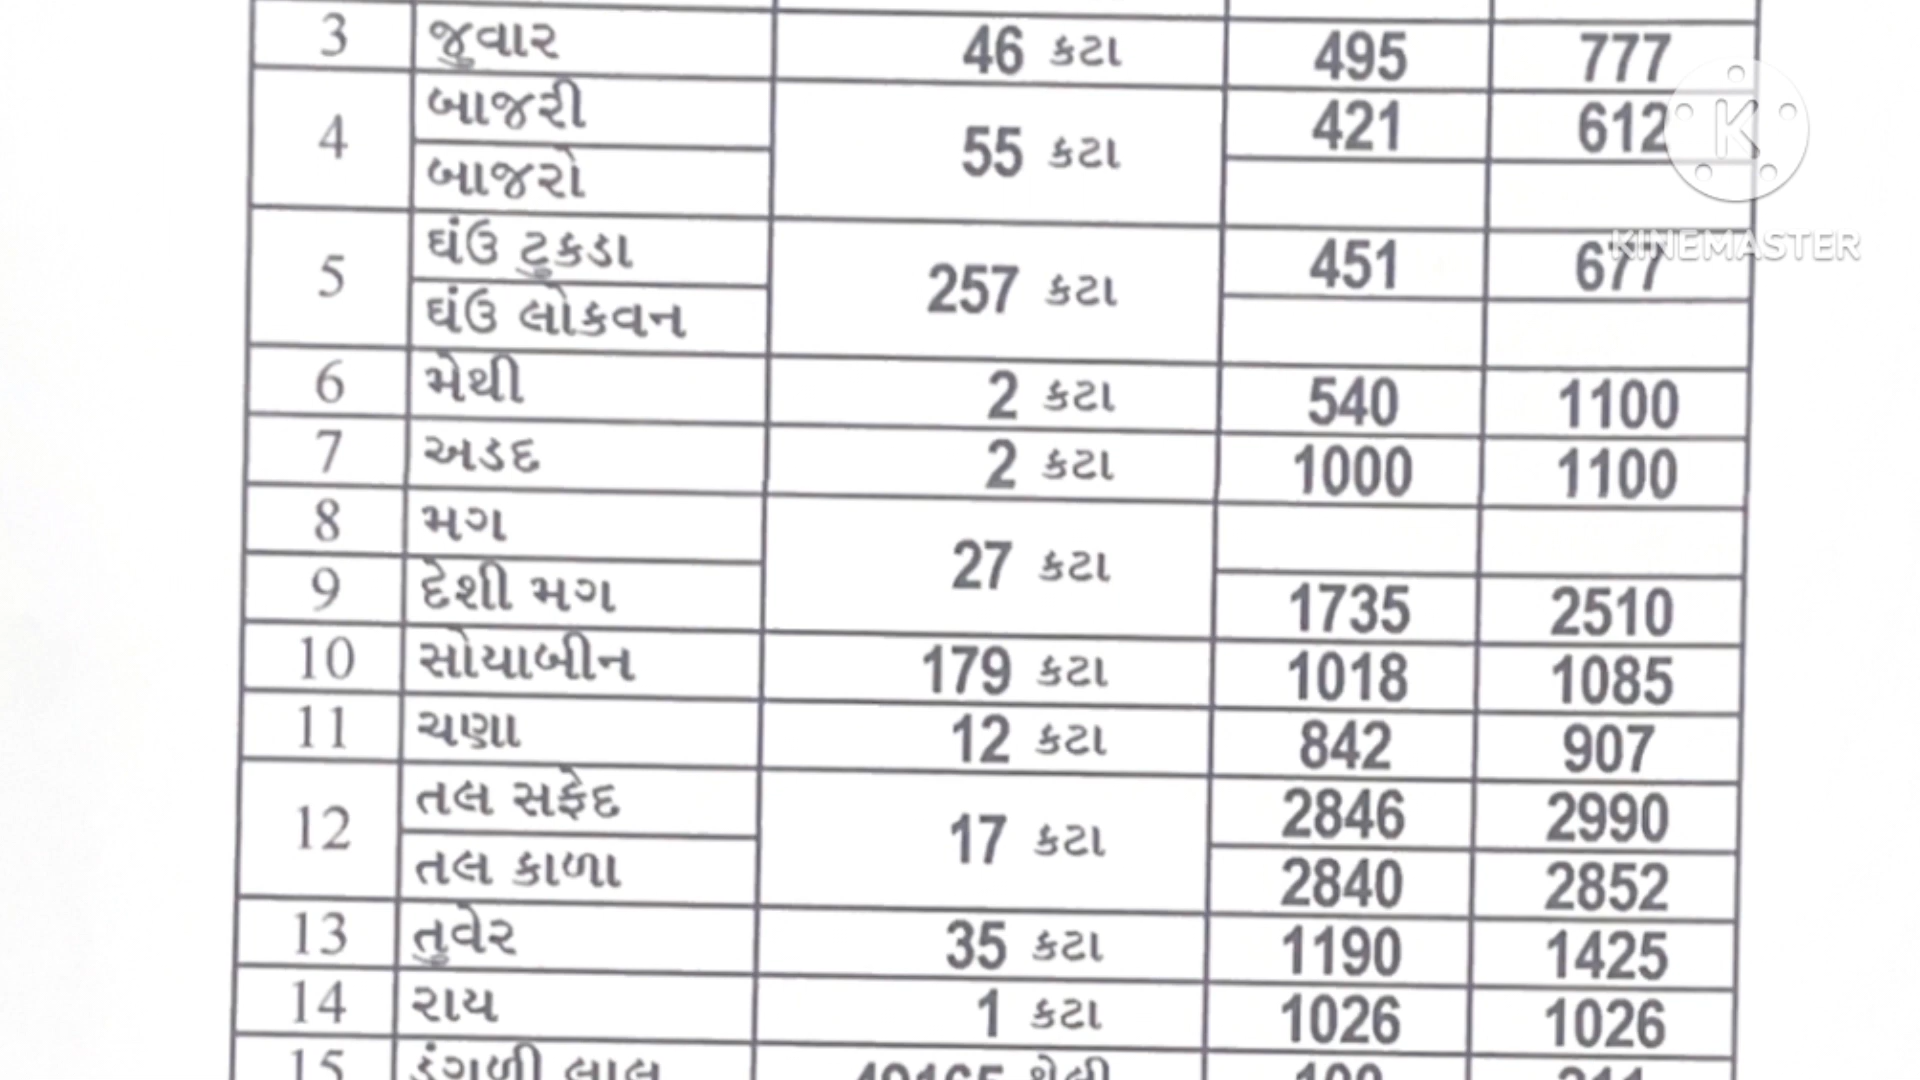 3 જુવાર 46 કટા 495 777
4 બાજરી 55 કટા 421 612
બાજરો
5 ઘંઉ ટુકડા 257 કટા 451 677
ઘંઉ લોકવન
6 મેથી 2 કટા 540 1100
7 અડદ 2 કટા 1000 1100
8 મગ 27 કટા
9 દેશી મગ 1735 2510
10 સોયાબીન 179 કટા 1018 1085
11 ચણા 12 કટા 842 907
12 તલ સફેદ 17 કટા 2846 2990
તલ કાળા 2840 2852
13 તુવેર 35 કટા 1190 1425
14 રાય 1 કટા 1026 1026
15 ડુંગળી લાલ
K
KINEMASTER